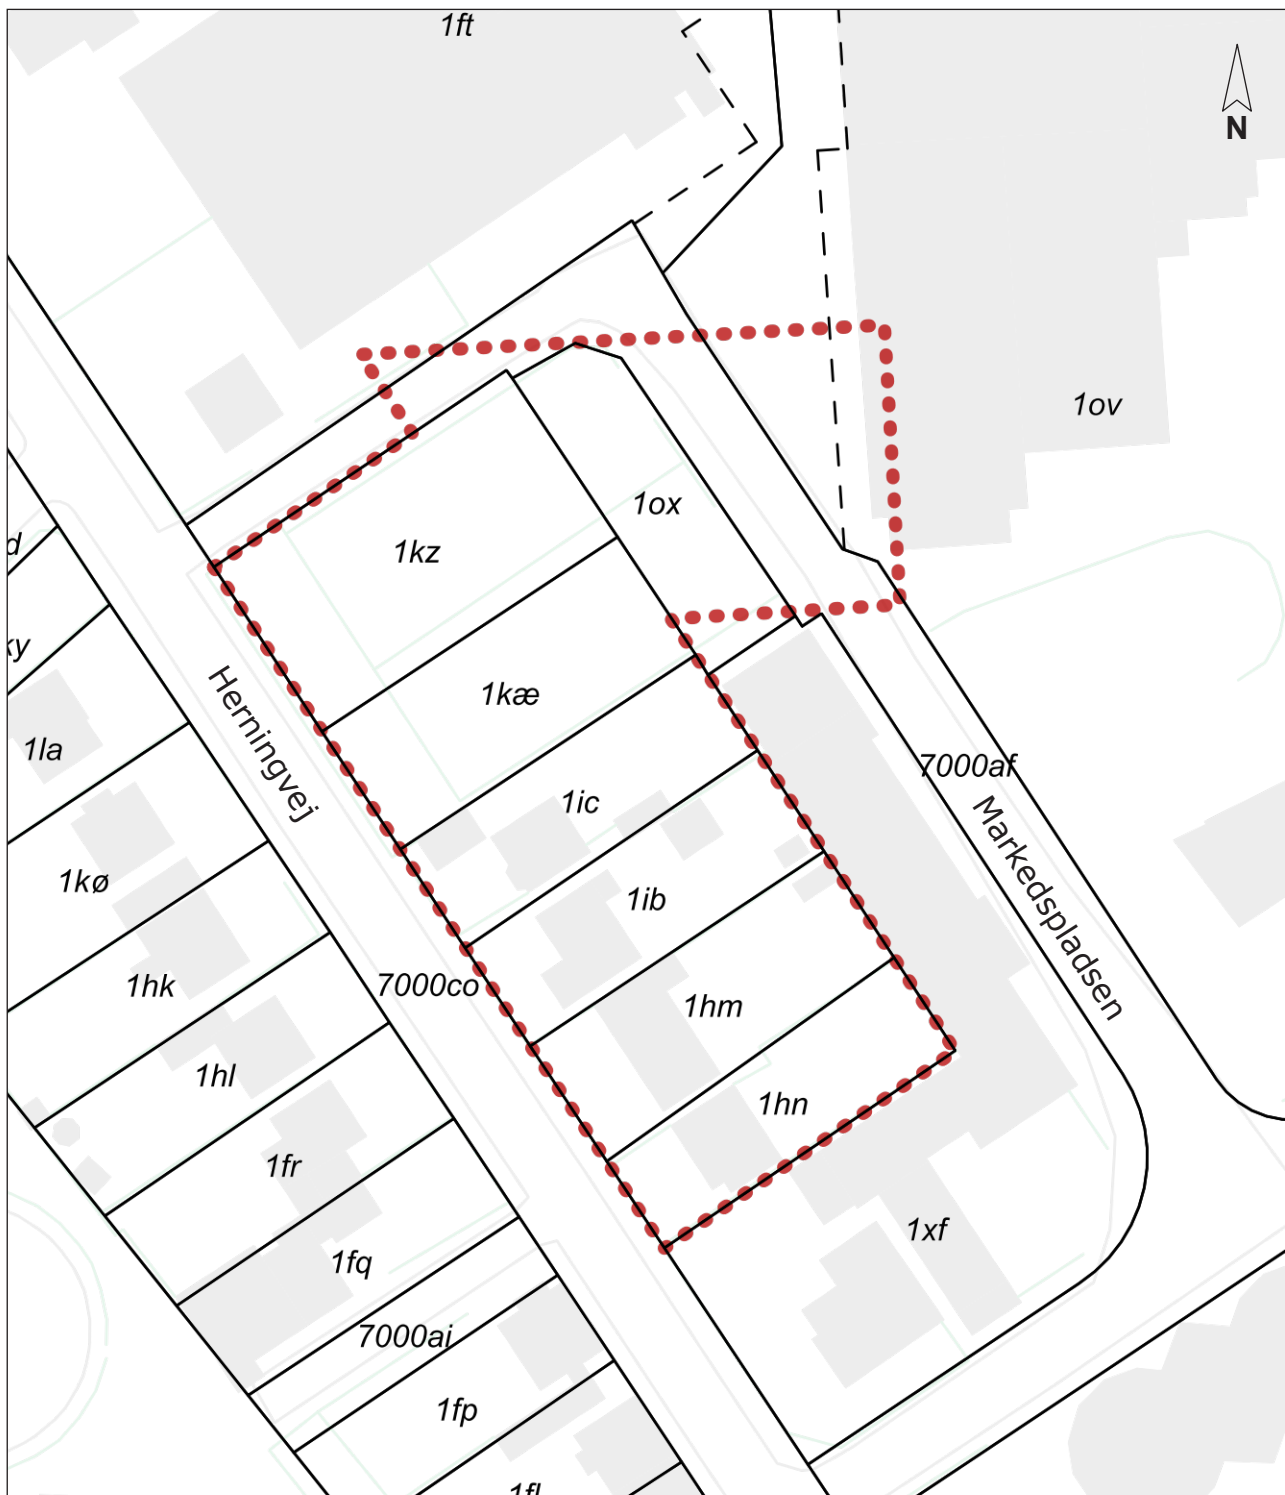 1ft
N
1ov
1ox
1kz
d
ky
1kæ
Herningvej
1la
7000af
1ic
Markedspladsen
1kø
1ib
1hk
7000co
1hm
1hl
1hn
1fr
1xf
1fq
7000ai
1fp